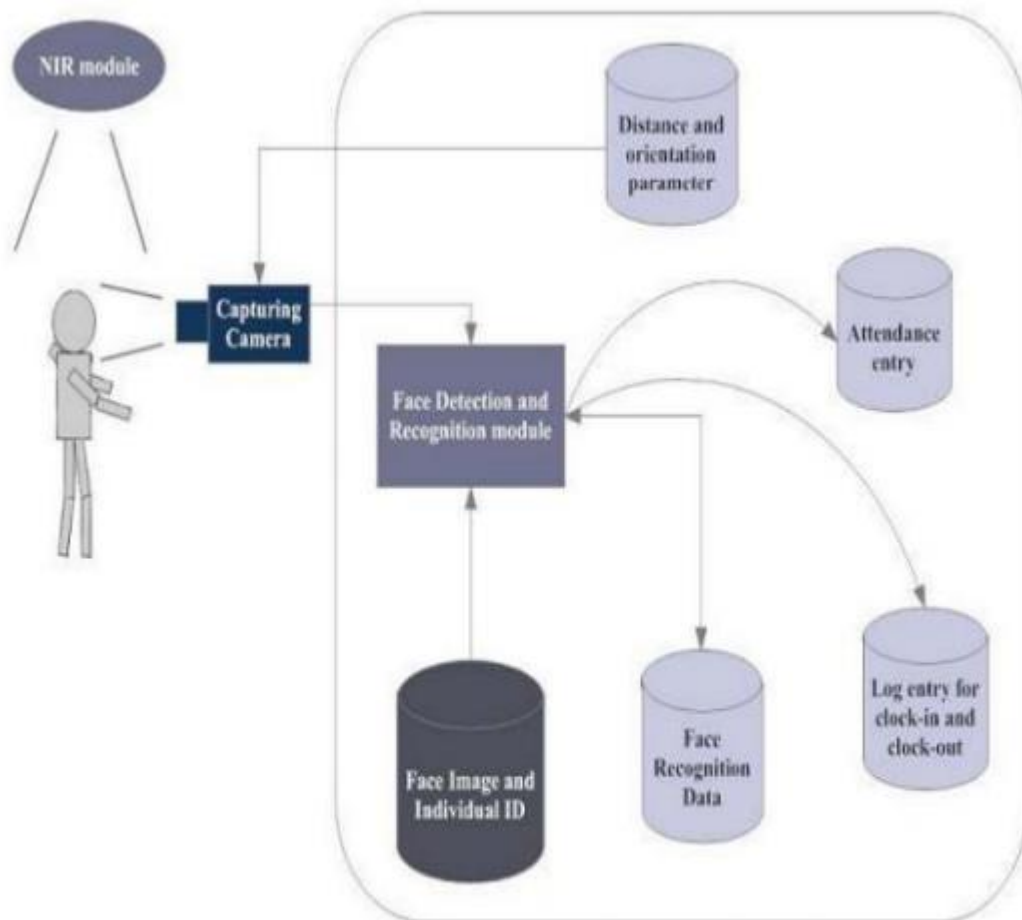 NIR module
Distance and
orientation
parameter
Capturing
Camera
Attendance
entry
Face Detection and
Recognition module
Log entry for
clock-in and
clock-out
Face
Recognition
Data
Face Image and
Individual ID